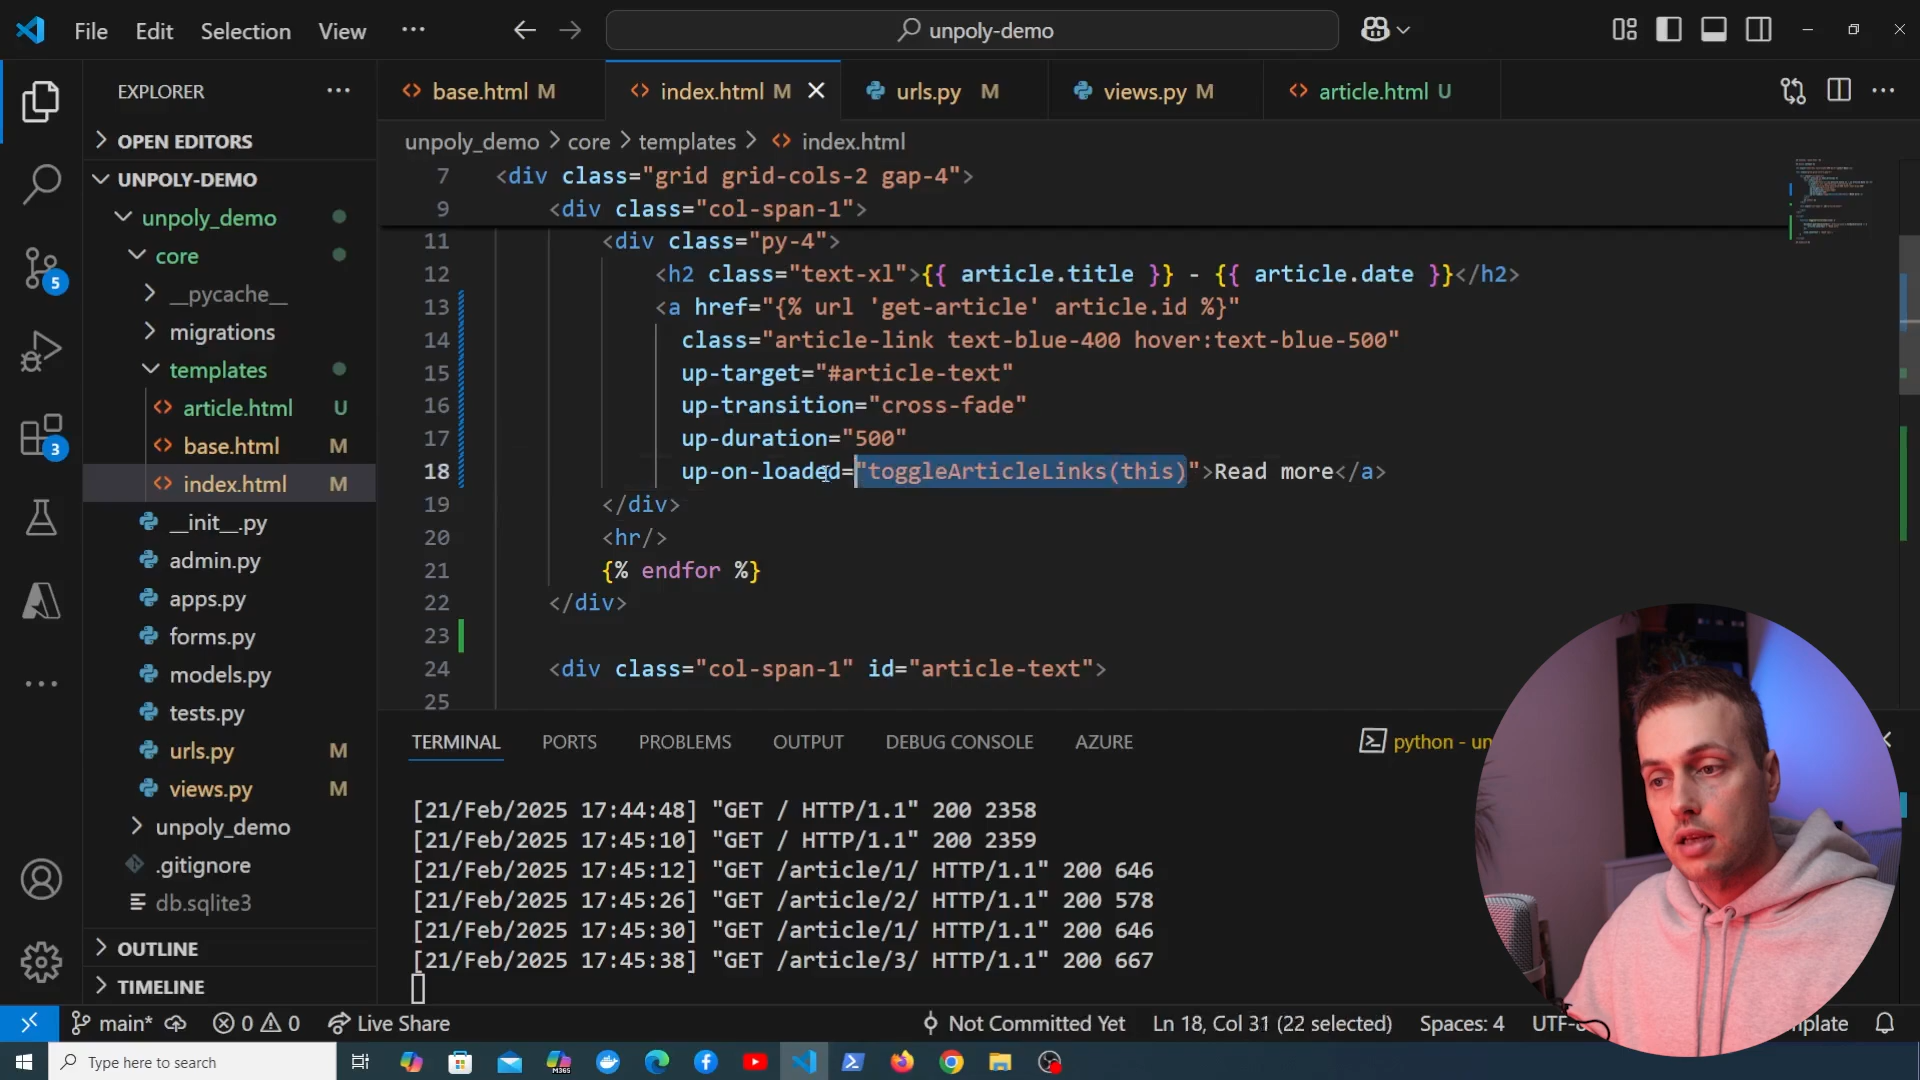 File Edit Selection View ··· unpoly-demo
EXPLORER
OPEN EDITORS
UNPOLY-DEMO
unpoly_demo
core
__pycache__
migrations
templates
article.html U
base.html M
index.html M
__init__.py
admin.py
apps.py
forms.py
models.py
tests.py
urls.py M
views.py M
unpoly_demo
.gitignore
db.sqlite3
OUTLINE
TIMELINE
5
3
base.html M index.html M urls.py M views.py M article.html U
unpoly_demo > core > templates > index.html
7 <div class="grid grid-cols-2 gap-4">
9 <div class="col-span-1">
11 <div class="py-4">
12 <h2 class="text-xl">{{ article.title }} - {{ article.date }}</h2>
13 <a href="{% url 'get-article' article.id %}"
14 class="article-link text-blue-400 hover:text-blue-500"
15 up-target="#article-text"
16 up-transition="cross-fade"
17 up-duration="500"
18 up-on-loaded="toggleArticleLinks(this)">Read more</a>
19 </div>
20 <hr/>
21 {% endfor %}
22 </div>
23
24 <div class="col-span-1" id="article-text">
25
TERMINAL PORTS PROBLEMS OUTPUT DEBUG CONSOLE AZURE python - un
[21/Feb/2025 17:44:48] "GET / HTTP/1.1" 200 2358
[21/Feb/2025 17:45:10] "GET / HTTP/1.1" 200 2359
[21/Feb/2025 17:45:12] "GET /article/1/ HTTP/1.1" 200 646
[21/Feb/2025 17:45:26] "GET /article/2/ HTTP/1.1" 200 578
[21/Feb/2025 17:45:30] "GET /article/1/ HTTP/1.1" 200 646
[21/Feb/2025 17:45:38] "GET /article/3/ HTTP/1.1" 200 667
main* 0 0 Live Share Not Committed Yet Ln 18, Col 31 (22 selected) Spaces: 4 UTF- mplate
Type here to search
M365